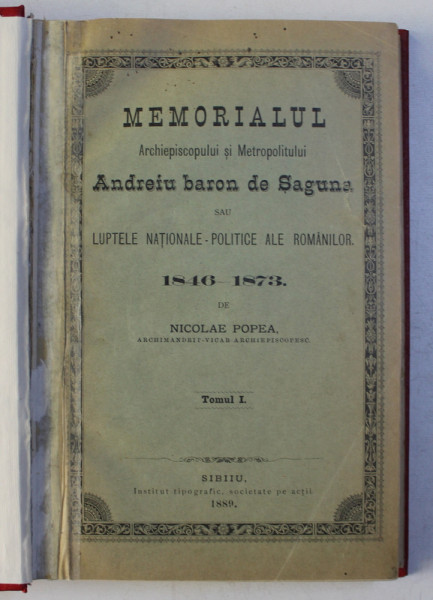 MEMORIALUL
Archiepiscopului și Metropolitului
Andreiu baron de Saguna
SAU
LUPTELE NAȚIONALE-POLITICE ALE ROMÂNILOR.
1846-1873.
DE
NICOLAE POPEA,
ARCHIMANDRIT-VICAR ARCHIEPISCOPESC.
Tomul I.
SIBIIU,
Institut tipografic, societate pe acții.
1889.